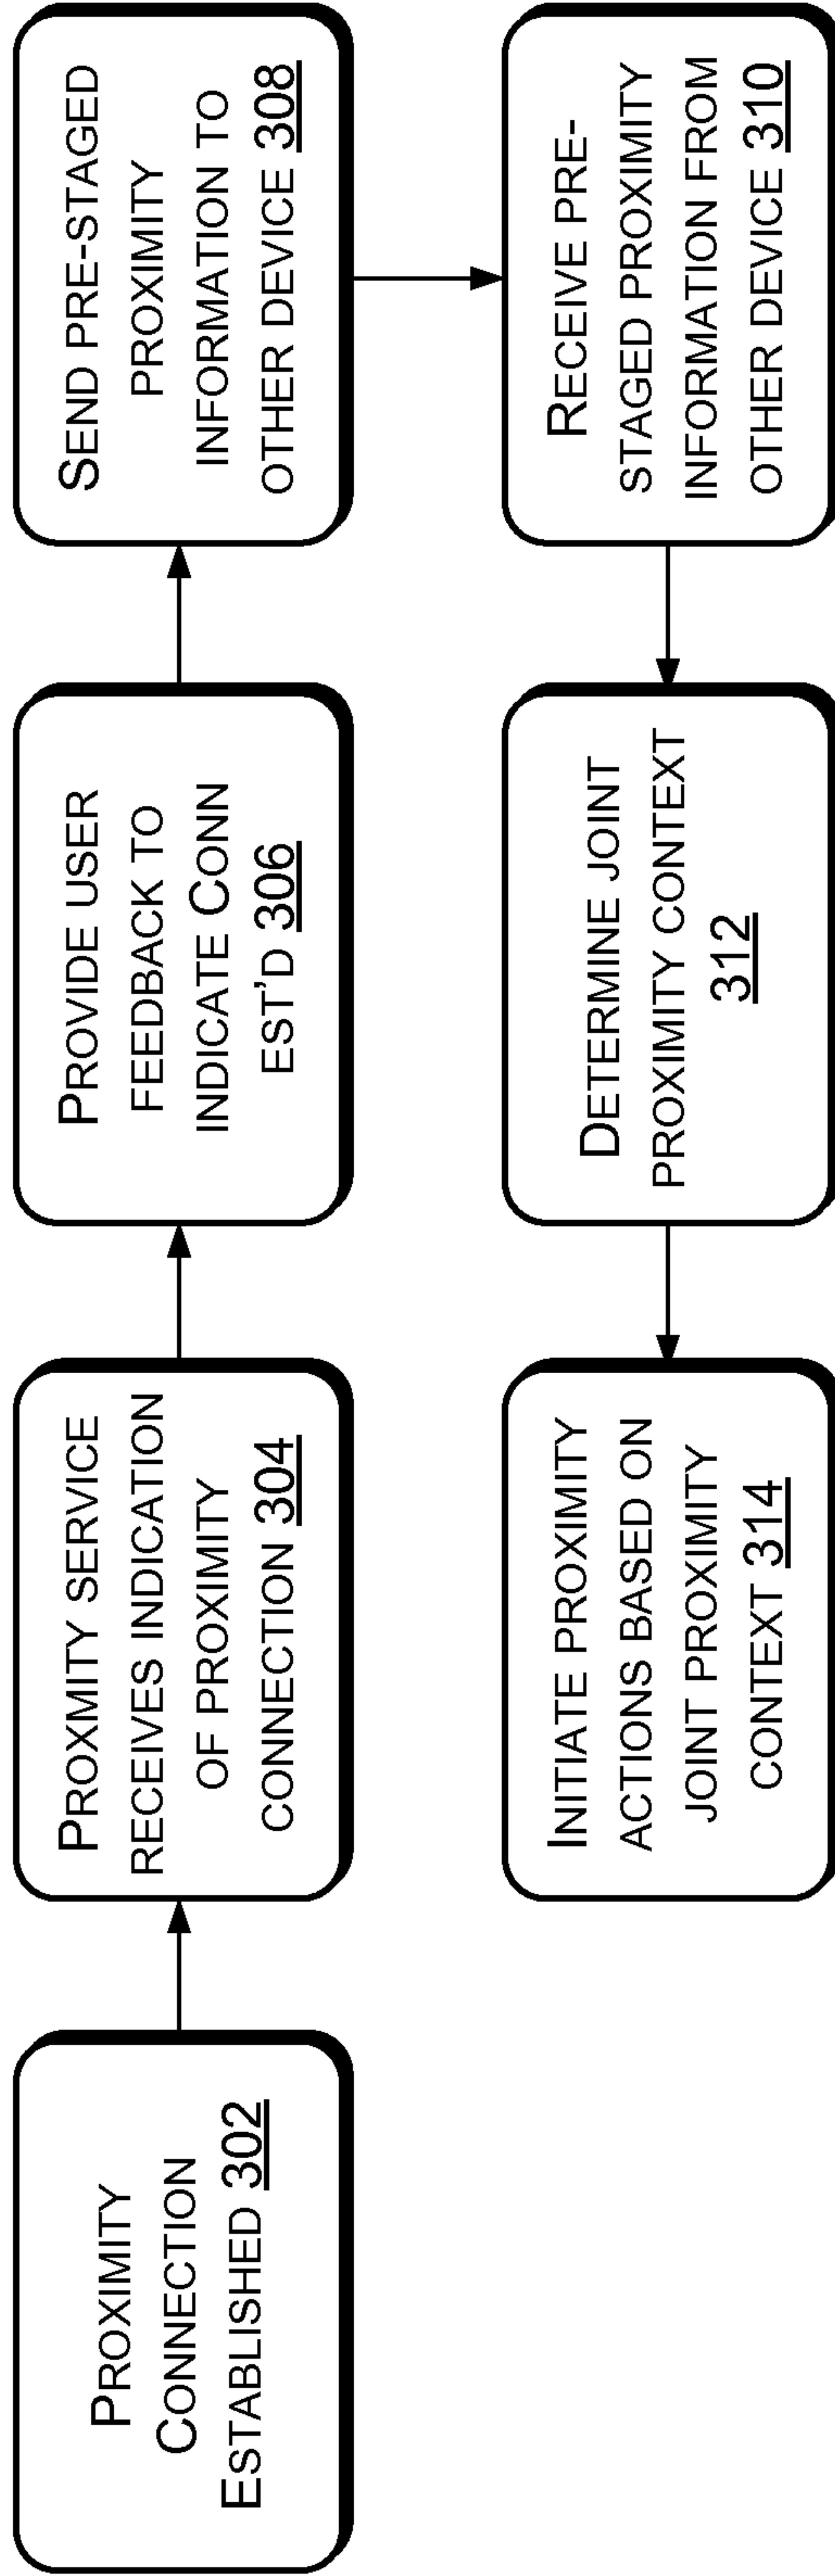 PROXIMITY
CONNECTION
ESTABLISHED 302
PROXMITY SERVICE
RECEIVES INDICATION
OF PROXIMITY
CONNECTION 304
PROVIDE USER
FEEDBACK TO
INDICATE CONN
EST'D 306
SEND PRE-STAGED
PROXIMITY
INFORMATION TO
OTHER DEVICE 308
RECEIVE PRE-
STAGED PROXIMITY
INFORMATION FROM
OTHER DEVICE 310
DETERMINE JOINT
PROXIMITY CONTEXT
312
INITIATE PROXIMITY
ACTIONS BASED ON
JOINT PROXIMITY
CONTEXT 314